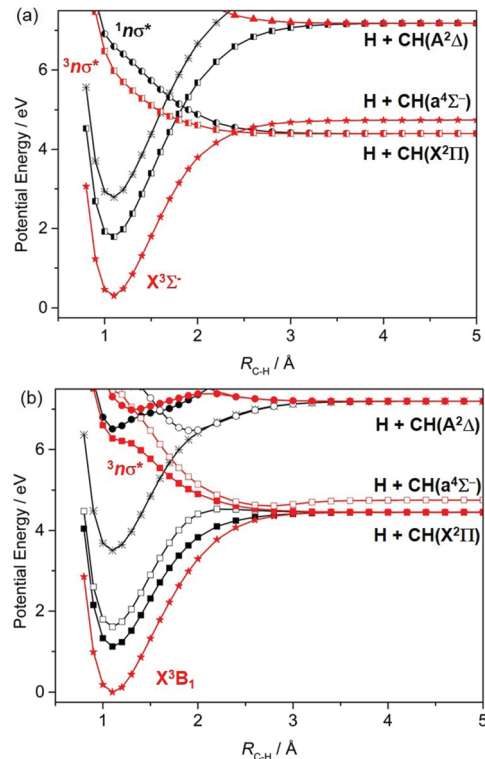 (a)
¹nσ*
³nσ*
H + CH(A²Δ)
H + CH(a⁴Σ⁻)
H + CH(X²Π)
X³Σ⁻
Potential Energy / eV
6
4
2
0
1 2 3 4 5
R_C-H / Å
(b)
³nσ*
H + CH(A²Δ)
H + CH(a⁴Σ⁻)
H + CH(X²Π)
X³B₁
Potential Energy / eV
6
4
2
0
1 2 3 4 5
R_C-H / Å